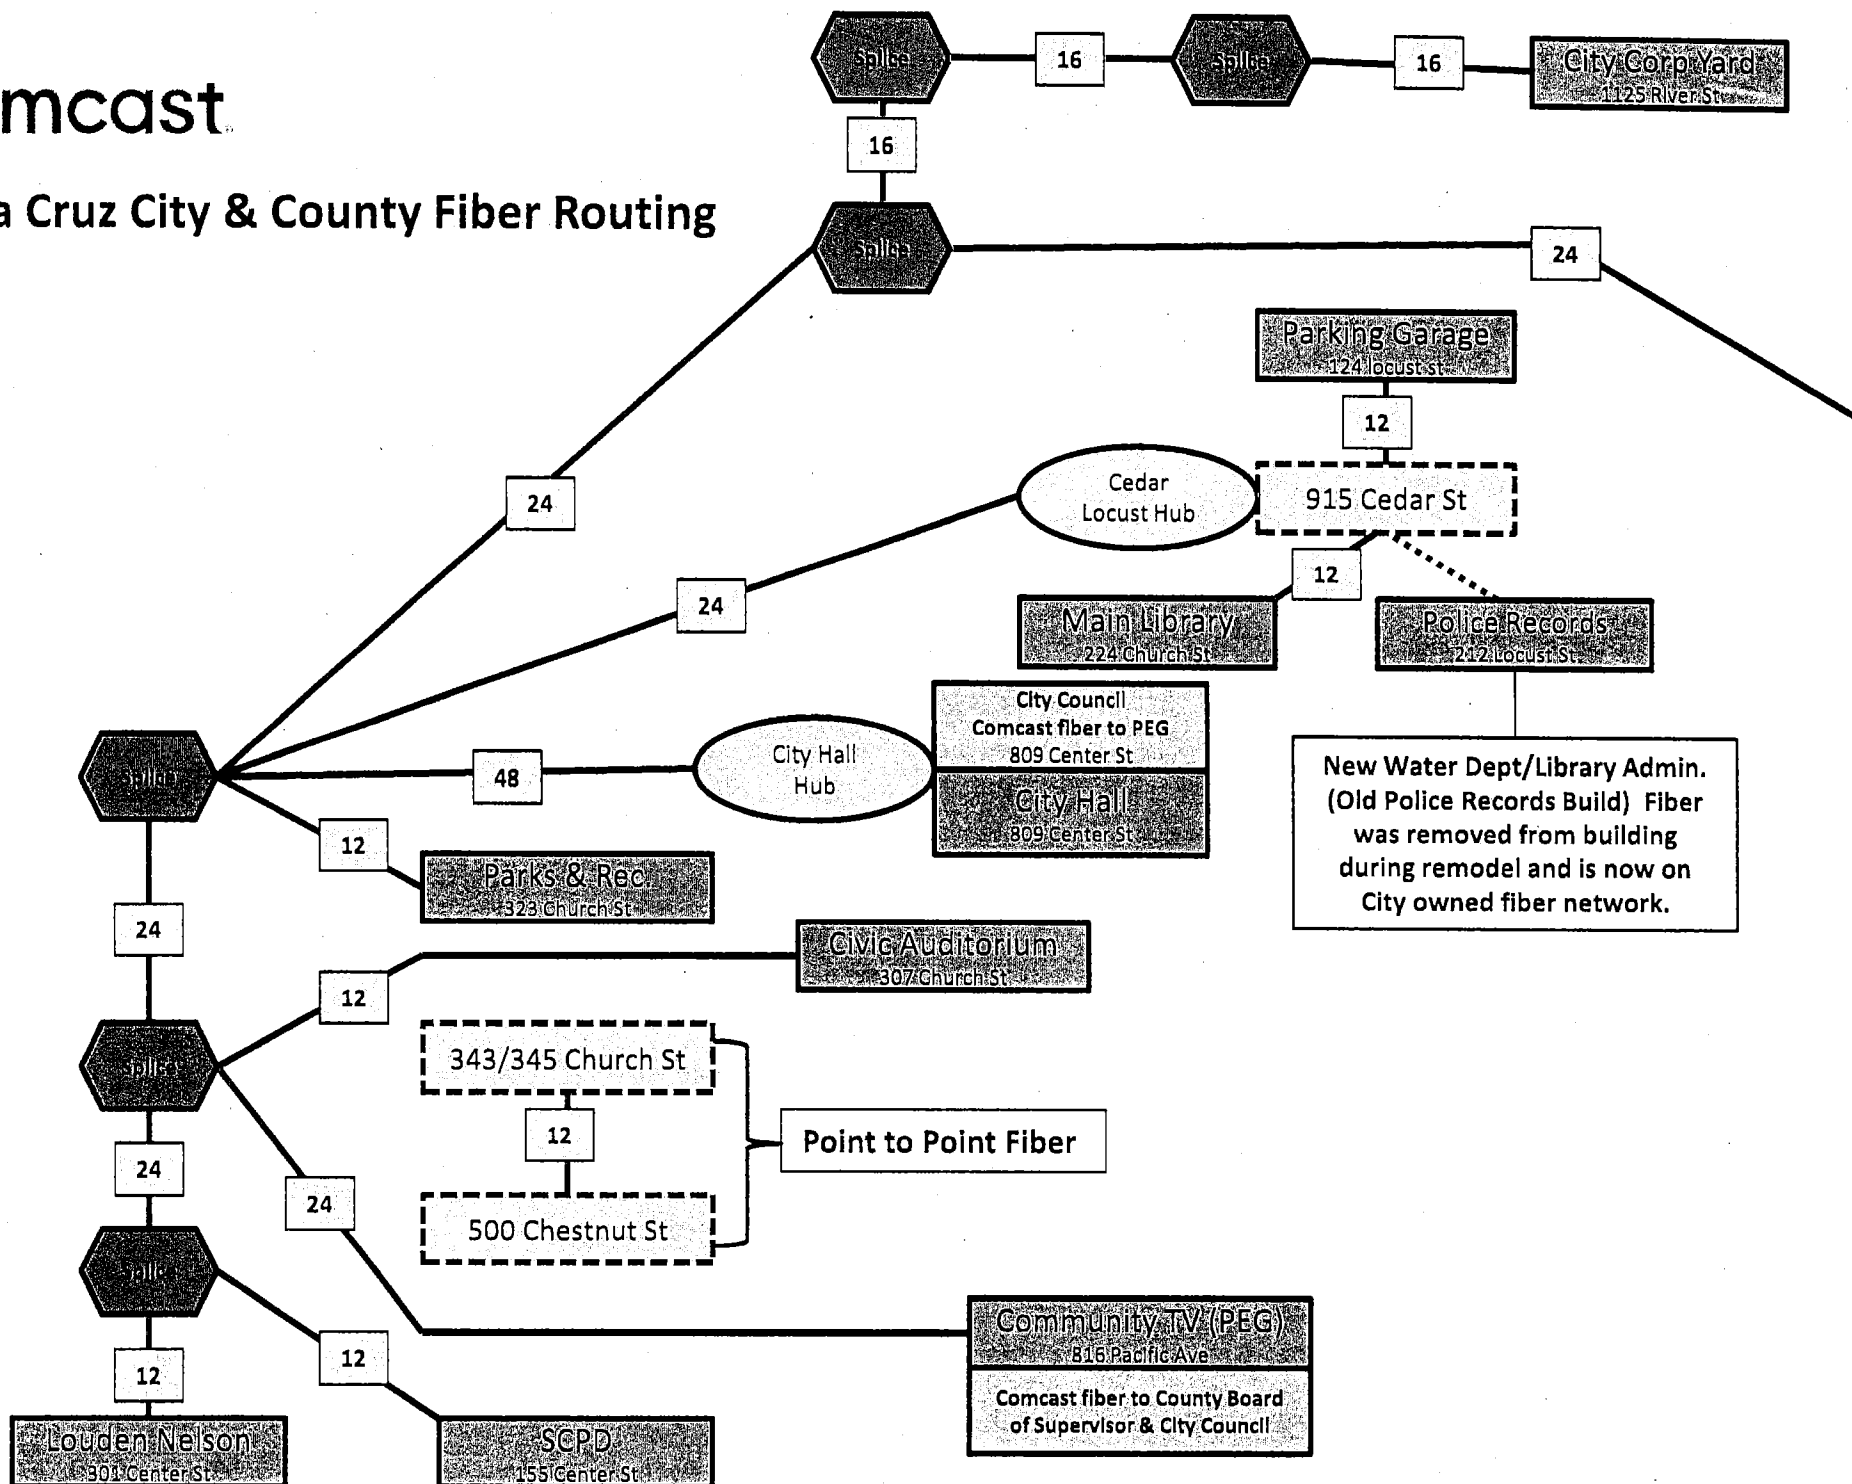 mcast
a Cruz City & County Fiber Routing
Splice
16
Splice
16
City Corp Yard
1125 River St
16
Splice
24
Parking Garage
124 locust st
12
24
Cedar
Locust Hub
915 Cedar St
12
24
Main Library
224 Church St
Police Records
212 Locust St
City Council
Comcast fiber to PEG
809 Center St
Splice
48
City Hall
Hub
City Hall
809 Center St
New Water Dept/Library Admin.
(Old Police Records Build) Fiber
was removed from building
during remodel and is now on
City owned fiber network.
12
Parks & Rec.
323 Church St
24
Civic Auditorium
307 Church St
12
Splice
343/345 Church St
12
Point to Point Fiber
24
24
500 Chestnut St
Splice
Community TV (PEG)
816 Pacific Ave
12
12
Comcast fiber to County Board
of Supervisor & City Council
Louden Nelson
301 Center St
SCPD
155 Center St